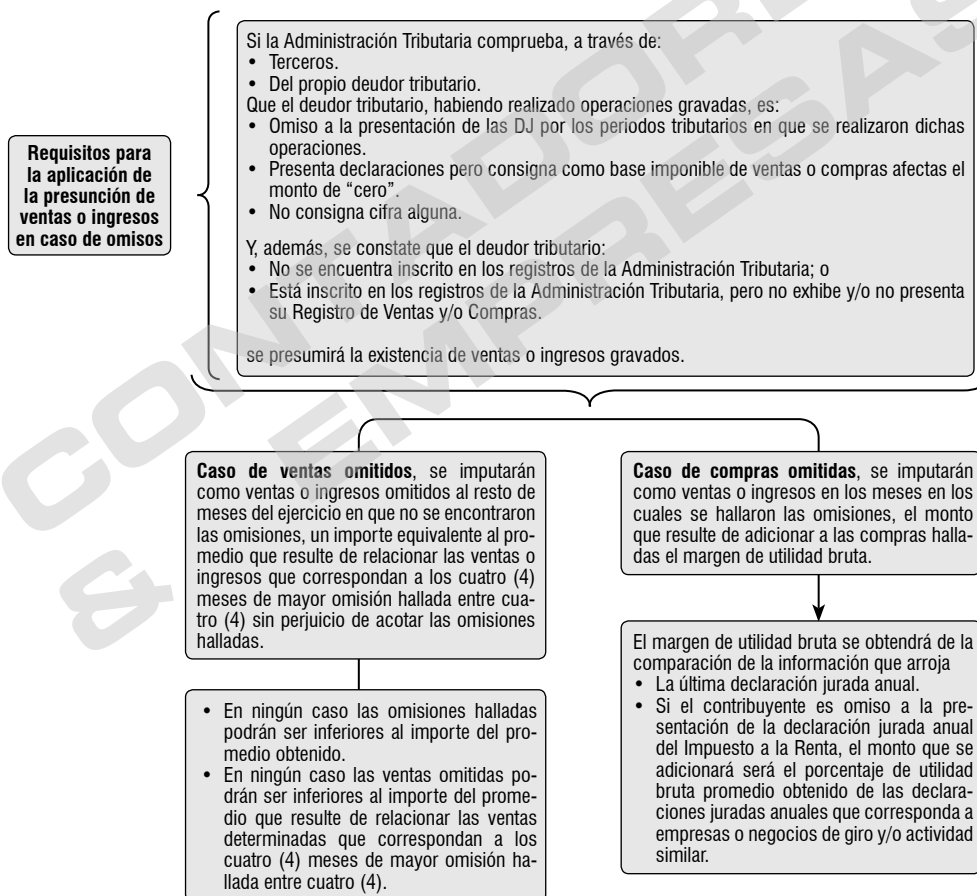 Requisitos para
la aplicación de
la presunción de
ventas o ingresos
en caso de omisos
Si la Administración Tributaria comprueba, a través de:
• Terceros.
• Del propio deudor tributario.
Que el deudor tributario, habiendo realizado operaciones gravadas, es:
• Omiso a la presentación de las DJ por los periodos tributarios en que se realizaron dichas
operaciones.
• Presenta declaraciones pero consigna como base imponible de ventas o compras afectas el
monto de “cero”.
• No consigna cifra alguna.
Y, además, se constate que el deudor tributario:
• No se encuentra inscrito en los registros de la Administración Tributaria; o
• Está inscrito en los registros de la Administración Tributaria, pero no exhibe y/o no presenta
su Registro de Ventas y/o Compras.
se presumirá la existencia de ventas o ingresos gravados.
Caso de ventas omitidos, se imputarán
como ventas o ingresos omitidos al resto de
meses del ejercicio en que no se encontraron
las omisiones, un importe equivalente al pro-
medio que resulte de relacionar las ventas o
ingresos que correspondan a los cuatro (4)
meses de mayor omisión hallada entre cua-
tro (4) sin perjuicio de acotar las omisiones
halladas.
• En ningún caso las omisiones halladas
podrán ser inferiores al importe del pro-
medio obtenido.
• En ningún caso las ventas omitidas po-
drán ser inferiores al importe del prome-
dio que resulte de relacionar las ventas
determinadas que correspondan a los
cuatro (4) meses de mayor omisión ha-
llada entre cuatro (4).
Caso de compras omitidas, se imputarán
como ventas o ingresos en los meses en los
cuales se hallaron las omisiones, el monto
que resulte de adicionar a las compras halla-
das el margen de utilidad bruta.
El margen de utilidad bruta se obtendrá de la
comparación de la información que arroja
• La última declaración jurada anual.
• Si el contribuyente es omiso a la pre-
sentación de la declaración jurada anual
del Impuesto a la Renta, el monto que se
adicionará será el porcentaje de utilidad
bruta promedio obtenido de las declara-
ciones juradas anuales que corresponda a
empresas o negocios de giro y/o actividad
similar.
CONTADORE
& EMPRESAS